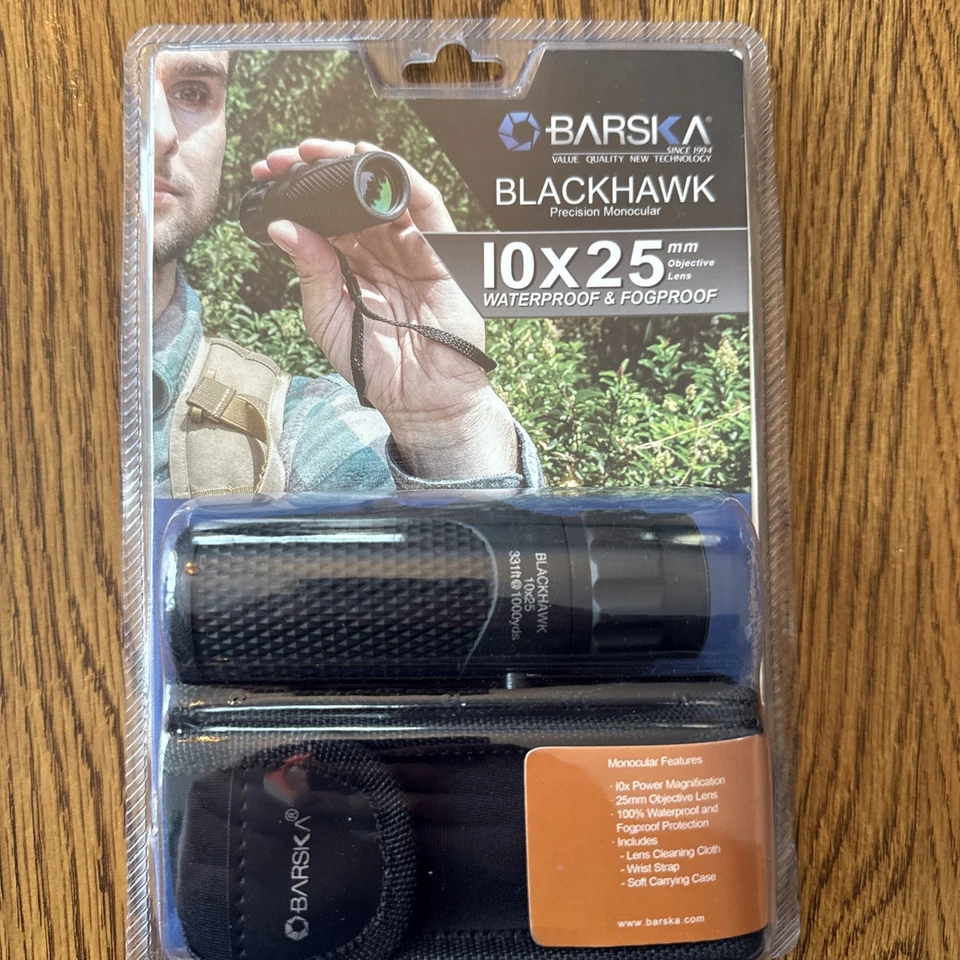 BARSKA®
SINCE 1994
VALUE QUALITY NEW TECHNOLOGY
BLACKHAWK
Precision Monocular
10x25 mm
Objective
Lens
WATERPROOF & FOGPROOF
BLACKHAWK
10x25
331ft@1000yds
BARSKA®
Monocular Features
· 10x Power Magnification
· 25mm Objective Lens
· 100% Waterproof and
Fogproof Protection
· Includes
- Lens Cleaning Cloth
- Wrist Strap
- Soft Carrying Case
www.barska.com